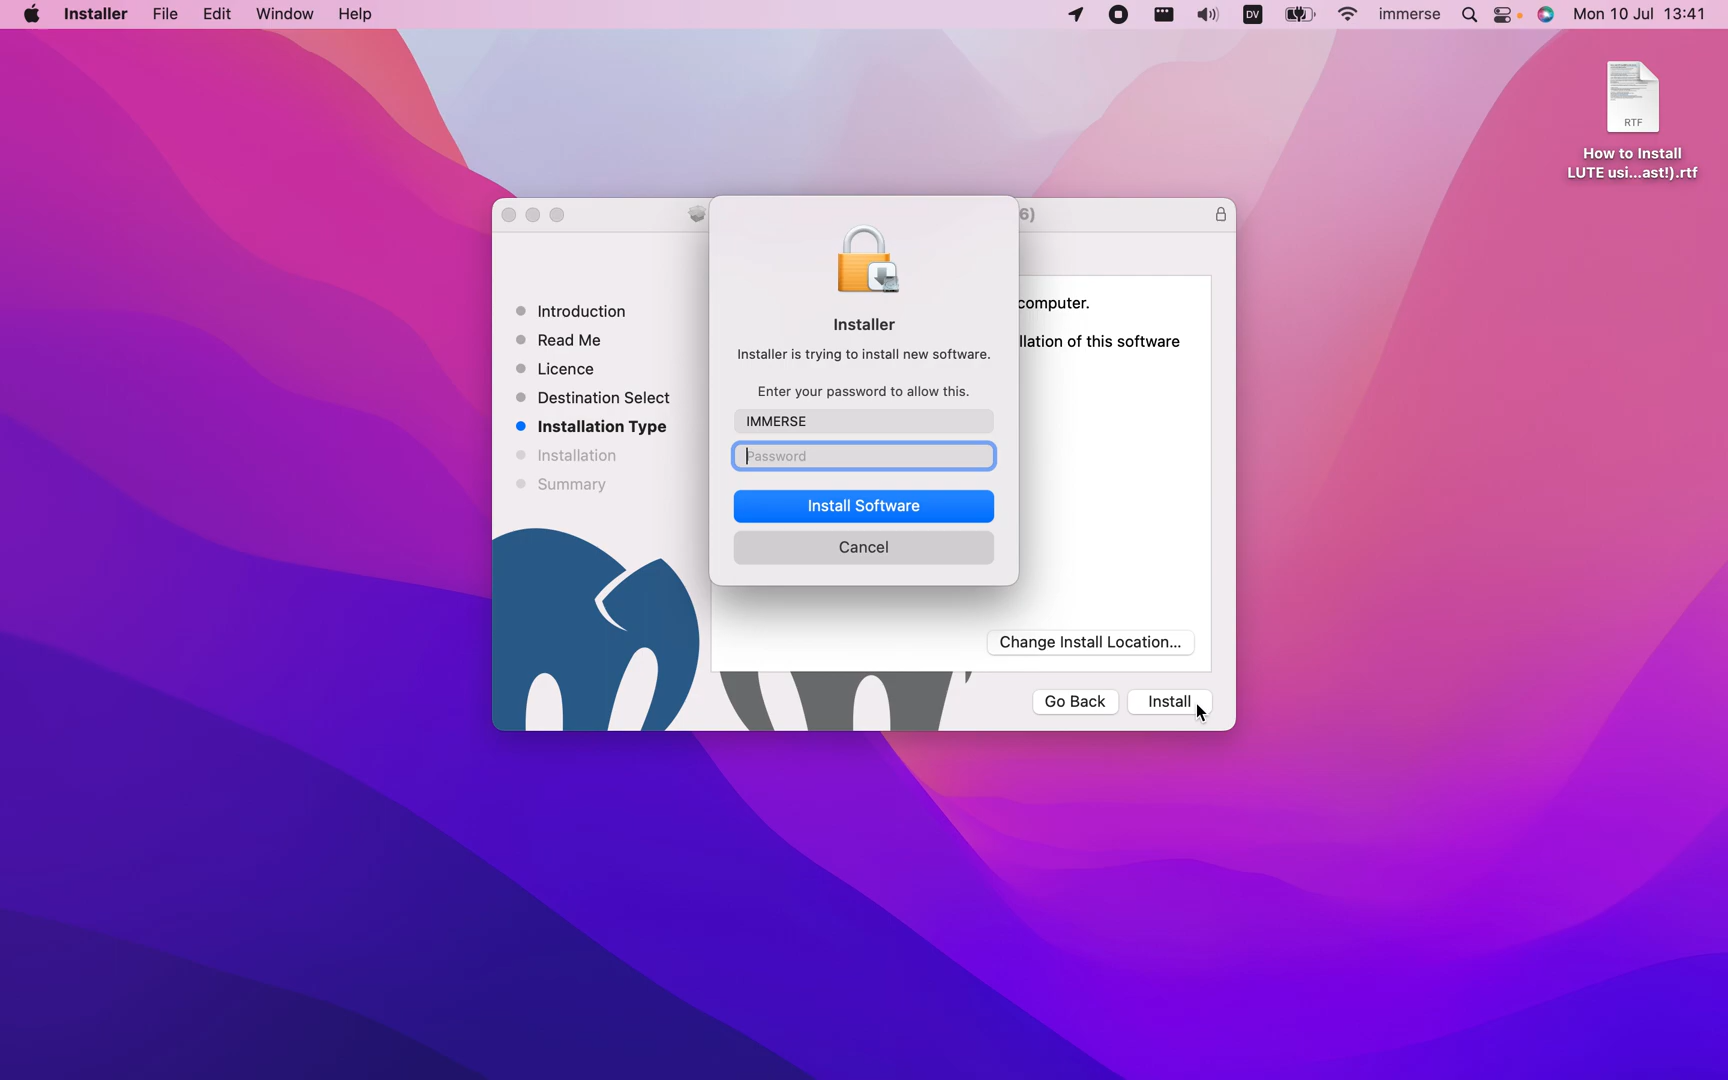 Installer File Edit Window Help DV immerse Mon 10 Jul 13:41
RTF
How to Install
LUTE usi...ast!).rtf
6)
Introduction
Read Me
Licence
Destination Select
Installation Type
Installation
Summary
Installer
Installer is trying to install new software.
Enter your password to allow this.
IMMERSE
Password
Install Software
Cancel
computer.
llation of this software
Change Install Location...
Go Back Install